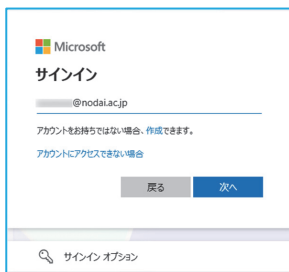 Microsoft
サインイン
@nodai.ac.jp
アカウントをお持ちではない場合、作成できます。
アカウントにアクセスできない場合
戻る
次へ
サインイン オプション